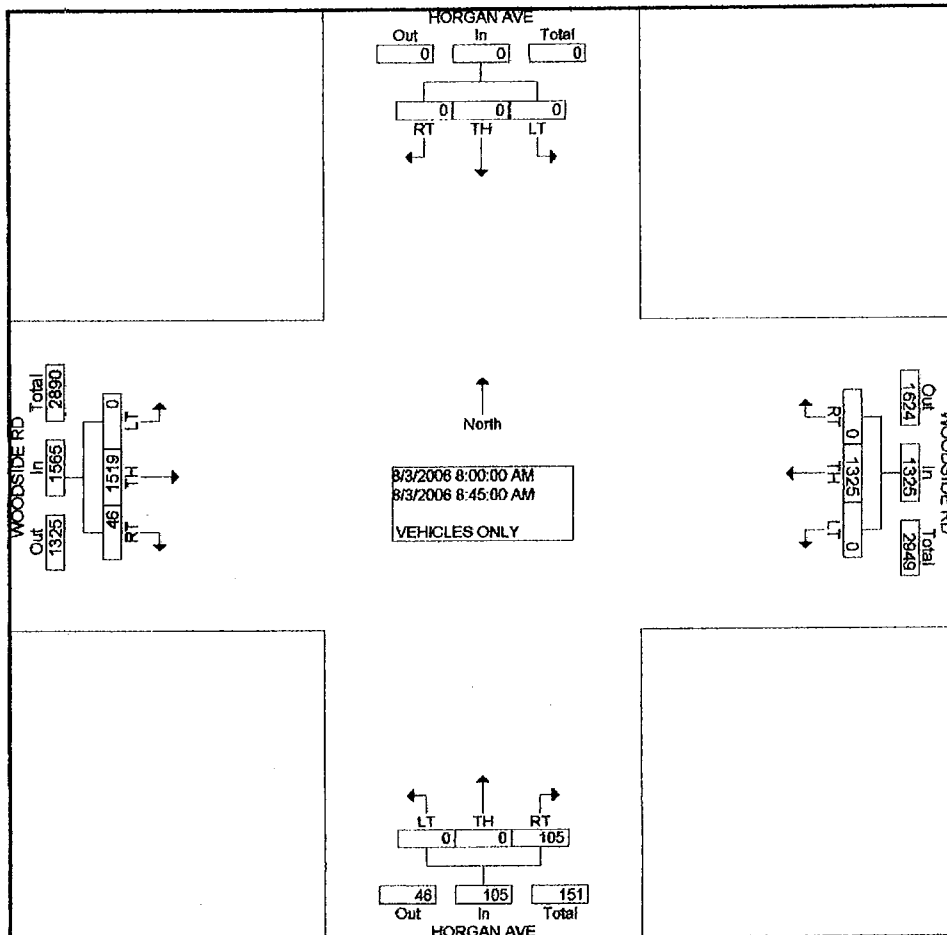 HORGAN AVE
Out In Total
0 0 0
0 0 0
RT TH LT
North
8/3/2006 8:00:00 AM
8/3/2006 8:45:00 AM
VEHICLES ONLY
WOODSIDE RD
Out In Total
1325 1565 2890
46 1519 0
RT TH LT
WOODSIDE RD
Out In Total
1624 1325 2949
0 1325 0
RT TH LT
LT TH RT
0 0 105
46 105 151
Out In Total
HORGAN AVE